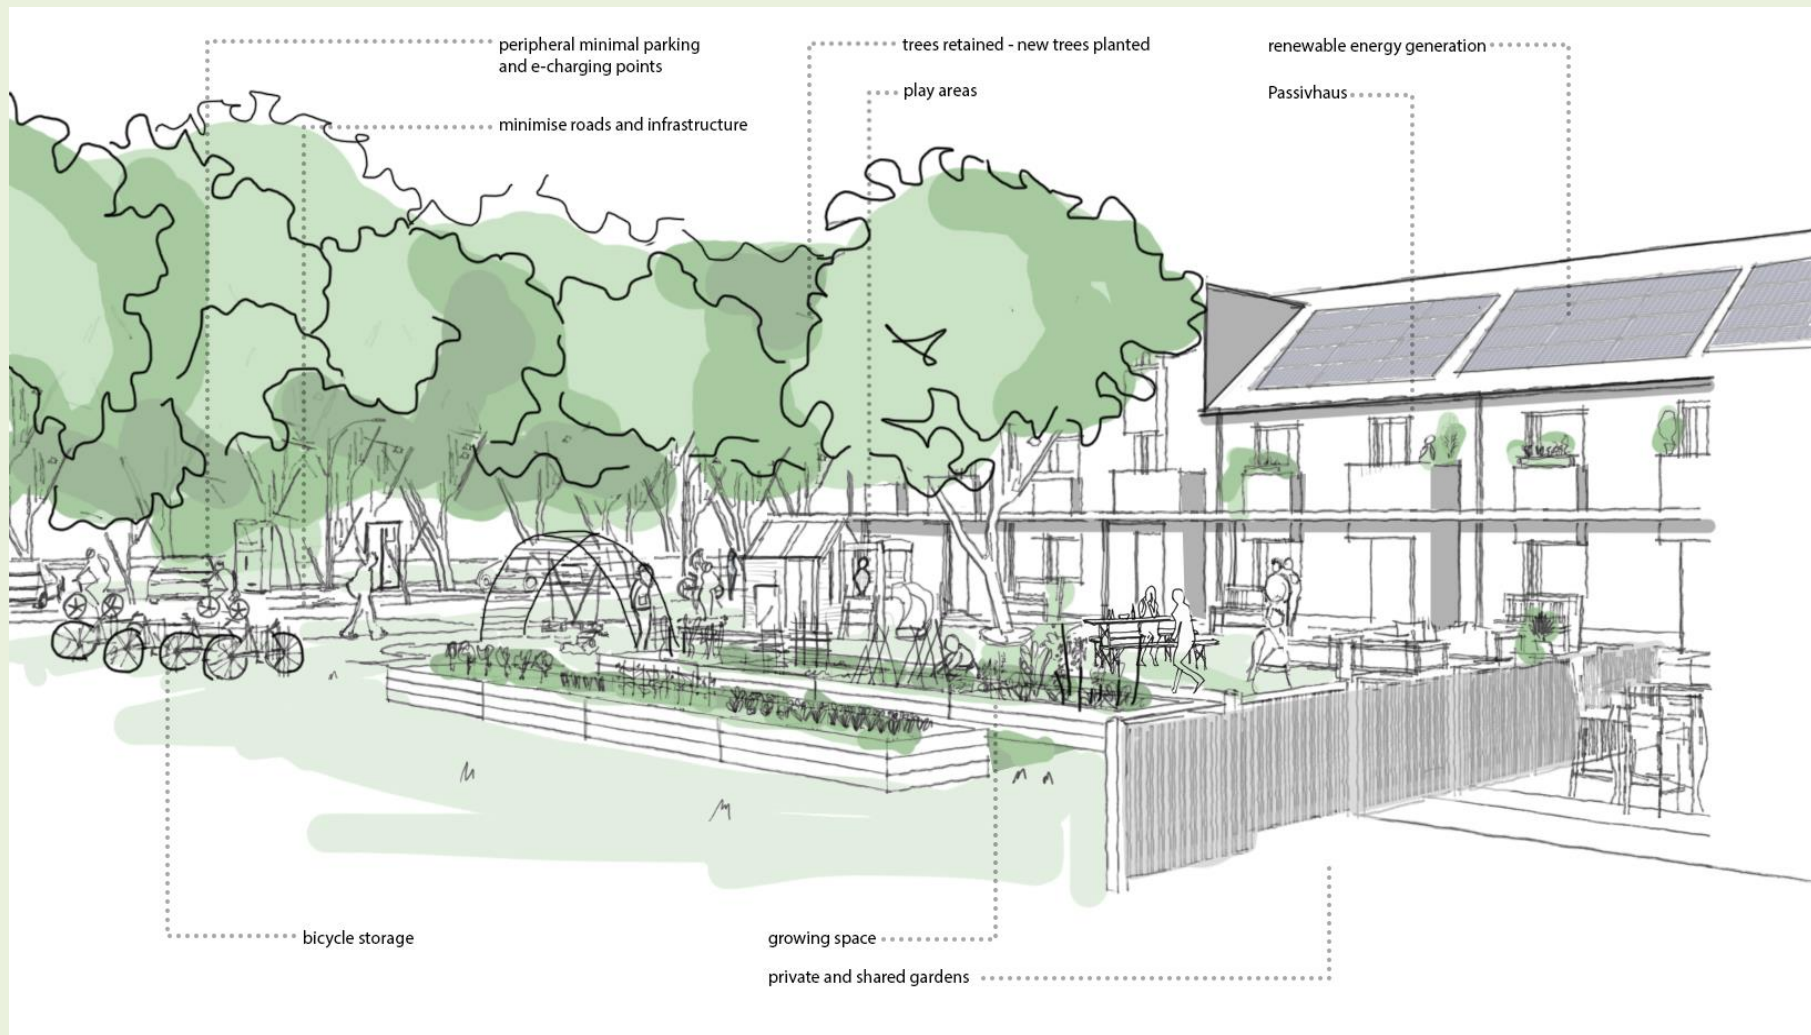 peripheral minimal parking
and e-charging points
minimise roads and infrastructure
trees retained - new trees planted
play areas
renewable energy generation
Passivhaus
bicycle storage
growing space
private and shared gardens